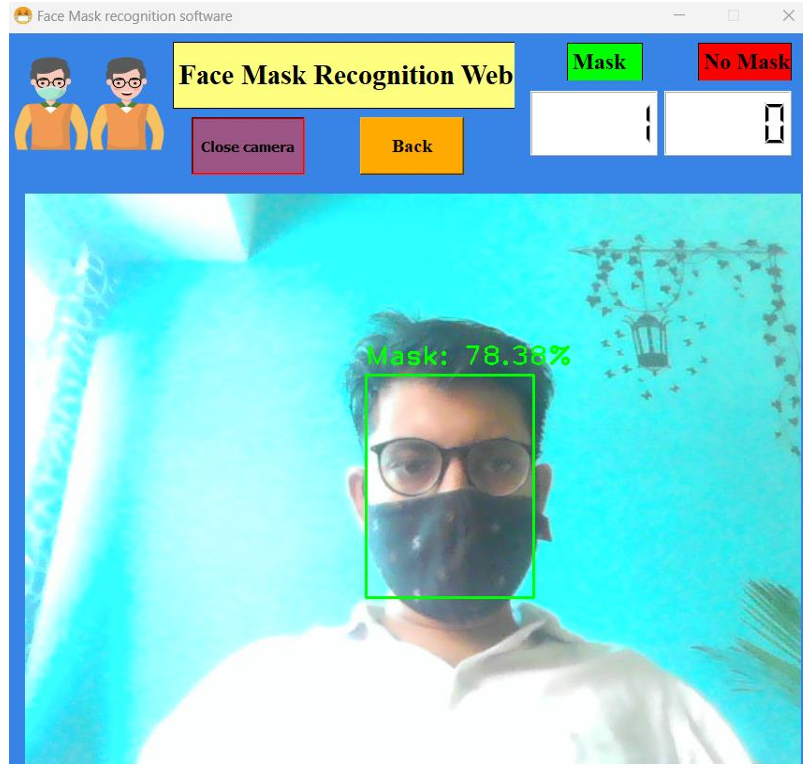 Face Mask recognition software
Face Mask Recognition Web
Mask
No Mask
1
0
Close camera
Back
Mask: 78.38%